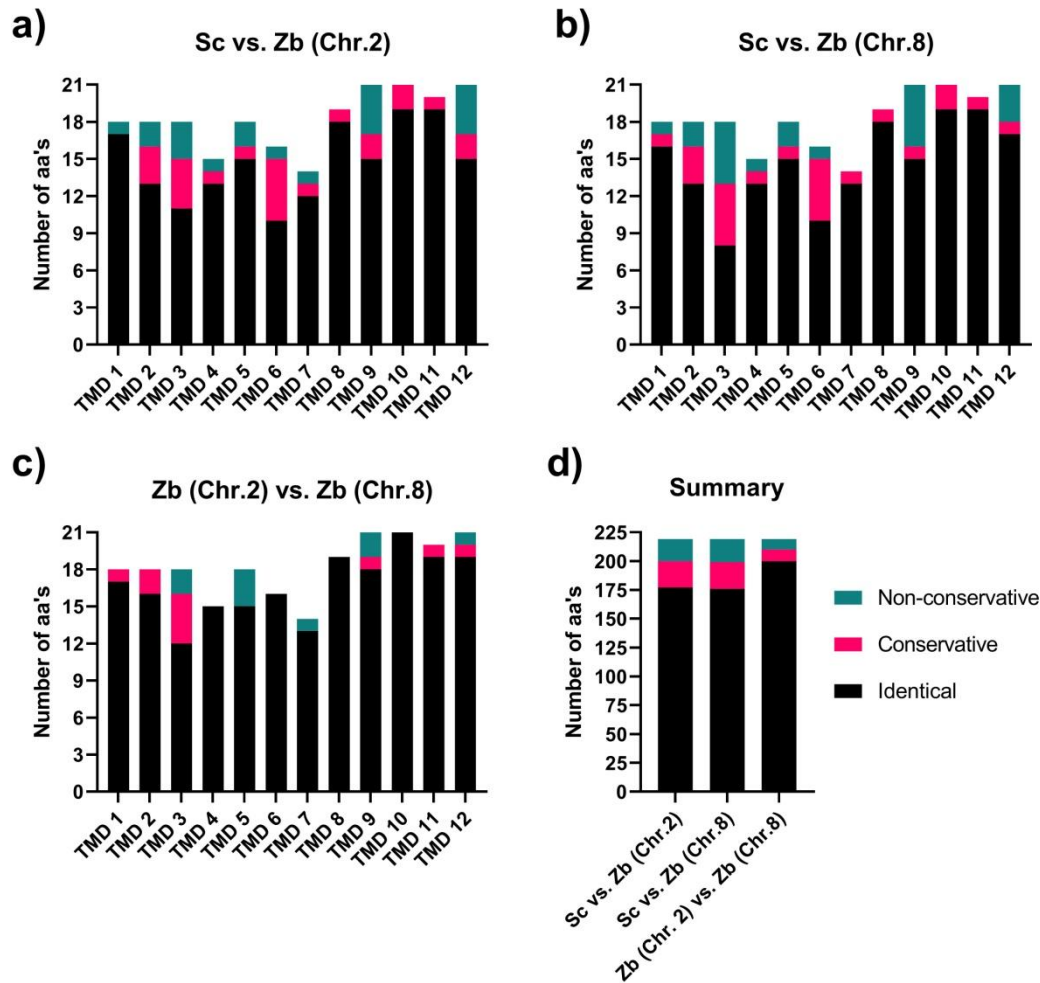 a)
Sc vs. Zb (Chr.2)
Number of aa's
21
18
15
12
9
6
3
0
TMD 1
TMD 2
TMD 3
TMD 4
TMD 5
TMD 6
TMD 7
TMD 8
TMD 9
TMD 10
TMD 11
TMD 12
b)
Sc vs. Zb (Chr.8)
Number of aa's
21
18
15
12
9
6
3
0
TMD 1
TMD 2
TMD 3
TMD 4
TMD 5
TMD 6
TMD 7
TMD 8
TMD 9
TMD 10
TMD 11
TMD 12
c)
Zb (Chr.2) vs. Zb (Chr.8)
Number of aa's
21
18
15
12
9
6
3
0
TMD 1
TMD 2
TMD 3
TMD 4
TMD 5
TMD 6
TMD 7
TMD 8
TMD 9
TMD 10
TMD 11
TMD 12
d)
Summary
Number of aa's
225
200
175
150
125
100
75
50
25
0
Sc vs. Zb (Chr.2)
Sc vs. Zb (Chr.8)
Zb (Chr. 2) vs. Zb (Chr.8)
Non-conservative
Conservative
Identical